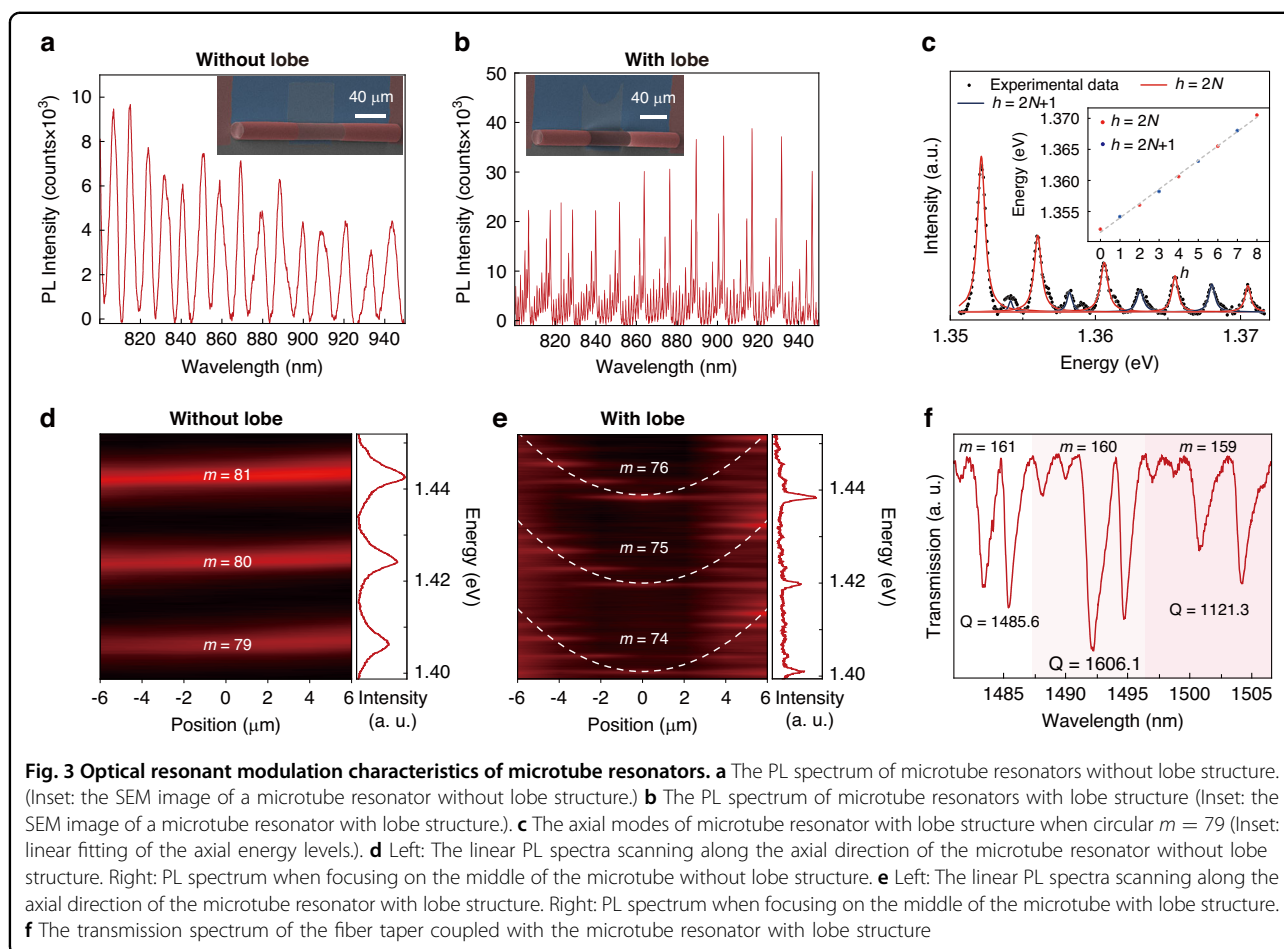 a
Without lobe
10
8
6
4
2
0
PL Intensity (counts×10³)
40 μm
820 840 860 880 900 920 940
Wavelength (nm)
b
With lobe
50
40
30
20
10
0
PL Intensity (counts×10³)
40 μm
820 840 860 880 900 920 940
Wavelength (nm)
c
Experimental data
h = 2N
h = 2N+1
Intensity (a.u.)
1.35 1.36 1.37
Energy (eV)
h = 2N
h = 2N+1
Energy (eV)
1.370
1.360
1.355
0 1 2 3 4 5 6 7 8
h
d
Without lobe
m = 81
m = 80
m = 79
-6 -4 -2 0 2 4 6
Position (μm)
1.44
1.42
1.40
Energy (eV)
Intensity
(a. u.)
e
With lobe
m = 76
m = 75
m = 74
-6 -4 -2 0 2 4 6
Position (μm)
1.44
1.42
1.40
Energy (eV)
Intensity
(a. u.)
f
m = 161
m = 160
m = 159
Q = 1485.6
Q = 1606.1
Q = 1121.3
Transmission (a. u.)
1485 1490 1495 1500 1505
Wavelength (nm)
Fig. 3 Optical resonant modulation characteristics of microtube resonators. a The PL spectrum of microtube resonators without lobe structure.
(Inset: the SEM image of a microtube resonator without lobe structure.) b The PL spectrum of microtube resonators with lobe structure (Inset: the
SEM image of a microtube resonator with lobe structure.). c The axial modes of microtube resonator with lobe structure when circular m = 79 (Inset:
linear fitting of the axial energy levels.). d Left: The linear PL spectra scanning along the axial direction of the microtube resonator without lobe
structure. Right: PL spectrum when focusing on the middle of the microtube without lobe structure. e Left: The linear PL spectra scanning along the
axial direction of the microtube resonator with lobe structure. Right: PL spectrum when focusing on the middle of the microtube with lobe structure.
f The transmission spectrum of the fiber taper coupled with the microtube resonator with lobe structure